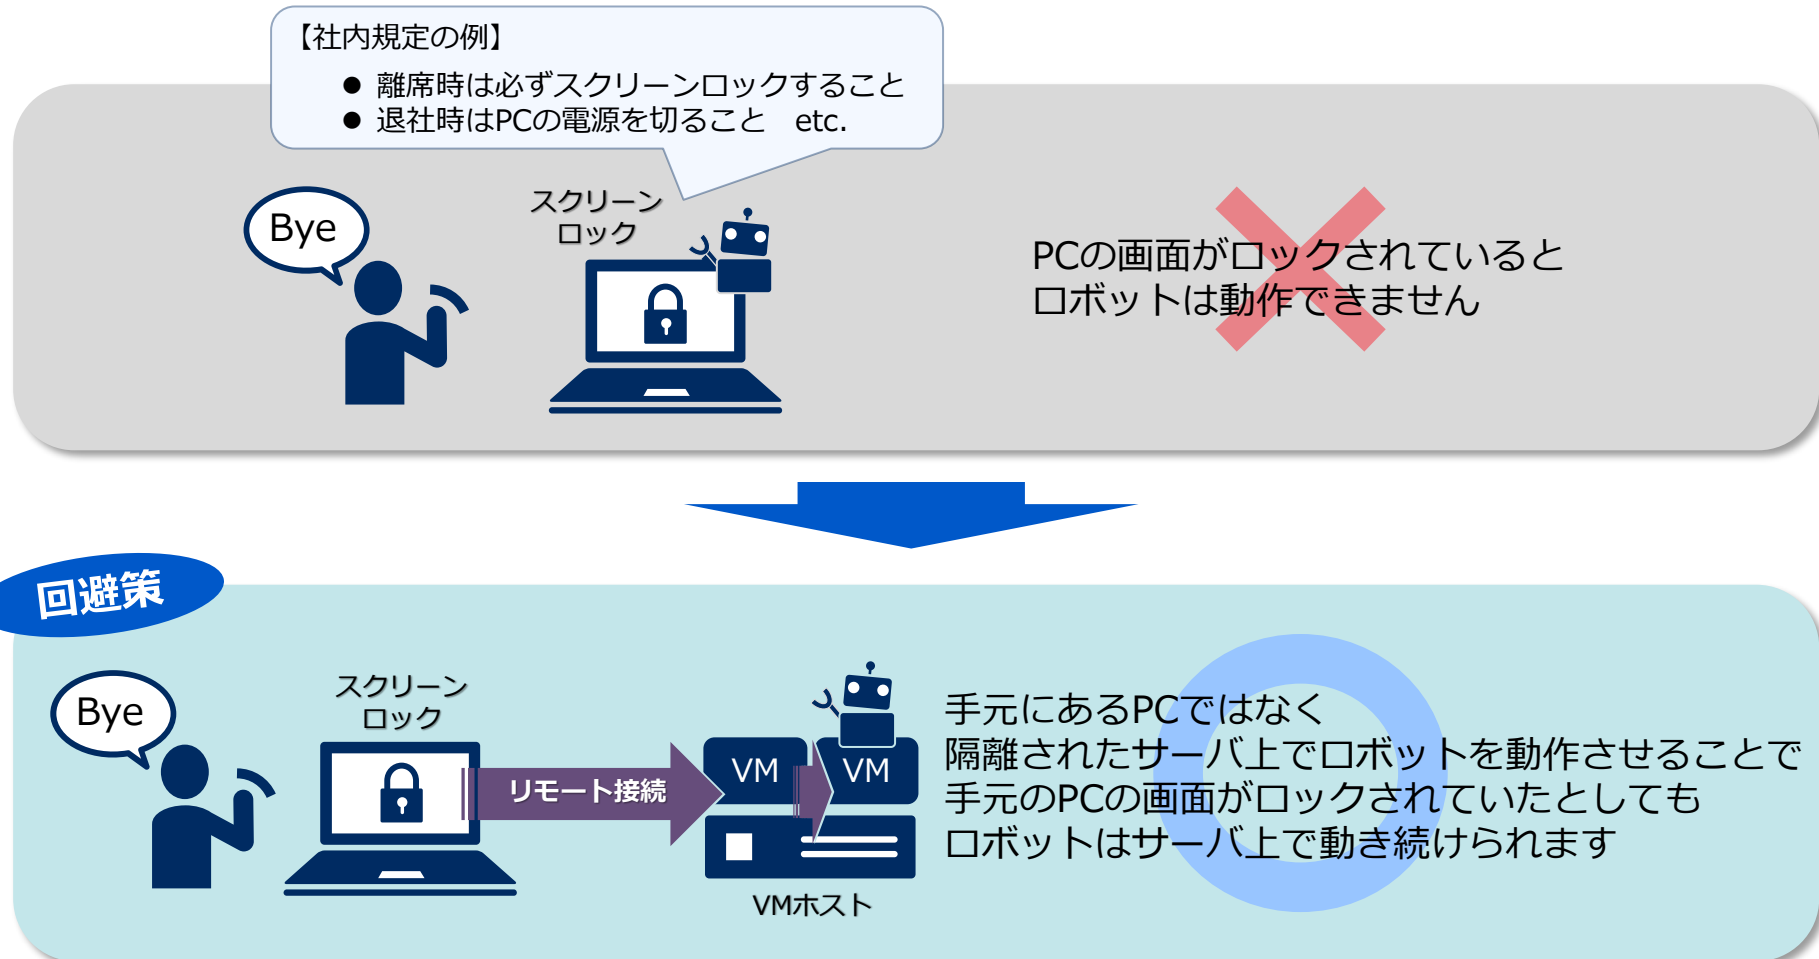 【社内規定の例】
● 離席時は必ずスクリーンロックすること
● 退社時はPCの電源を切ること　etc.
Bye
スクリーン
ロック
PCの画面がロックされていると
ロボットは動作できません
回避策
Bye
スクリーン
ロック
リモート接続
VM
VM
VMホスト
手元にあるPCではなく
隔離されたサーバ上でロボットを動作させることで
手元のPCの画面がロックされていたとしても
ロボットはサーバ上で動き続けられます